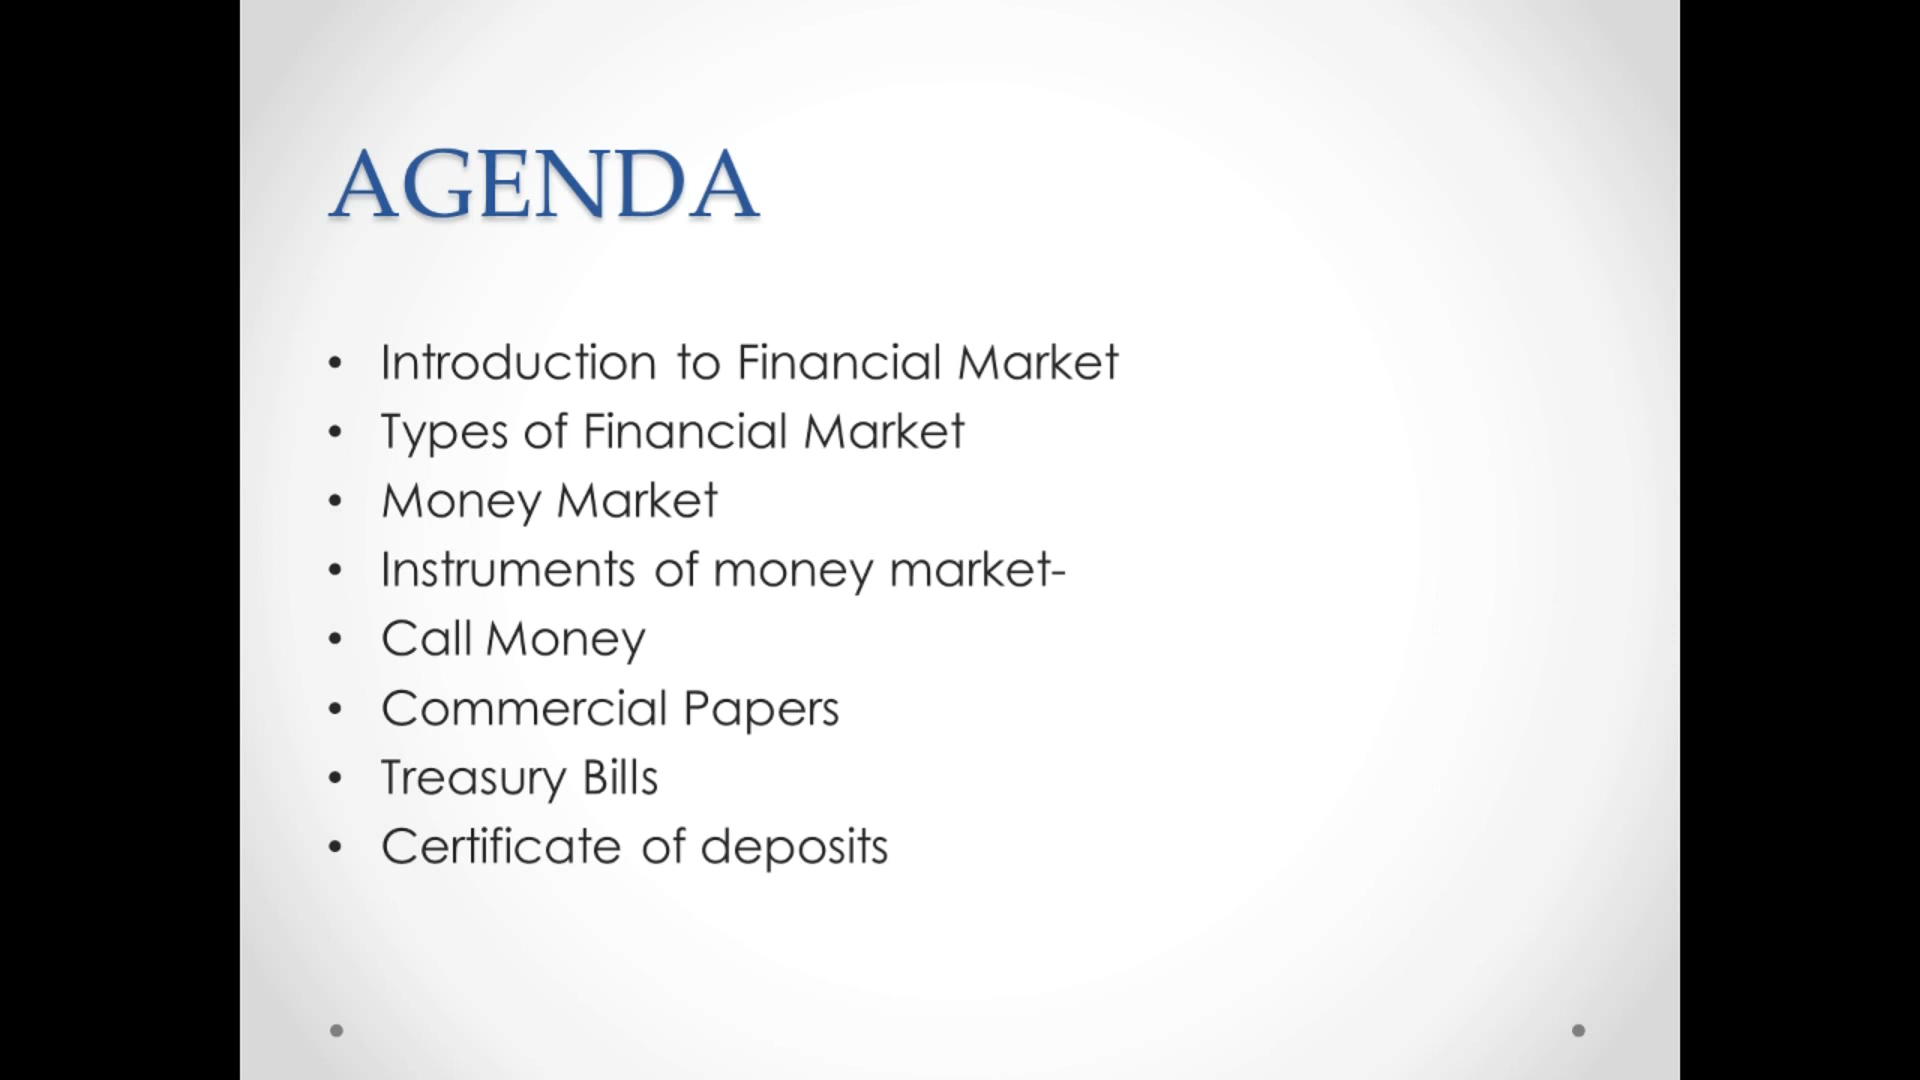 AGENDA
• Introduction to Financial Market
• Types of Financial Market
• Money Market
• Instruments of money market-
• Call Money
• Commercial Papers
• Treasury Bills
• Certificate of deposits